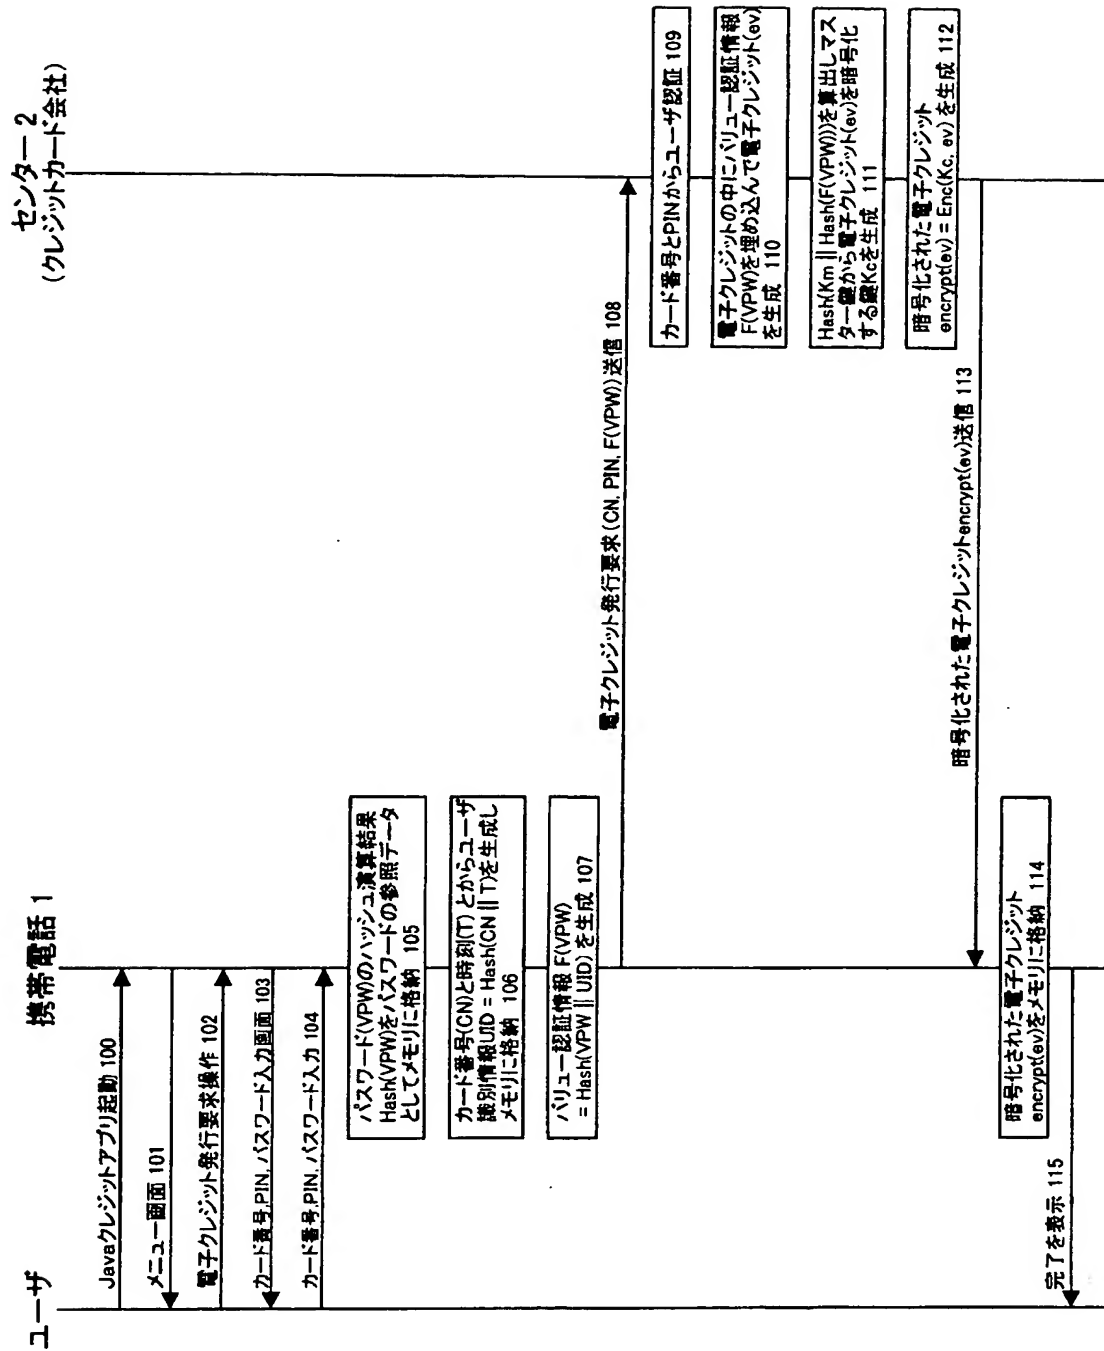 ユーザ
携帯電話 1
センター 2
(クレジットカード会社)
Javaクレジットアプリ起動 100
メニュー画面 101
電子クレジット発行要求操作 102
カード番号,PIN,パスワード入力画面 103
カード番号,PIN,パスワード入力 104
パスワード(VPW)のハッシュ演算結果
Hash(VPW)をパスワードの参照データ
としてメモリに格納 105
カード番号(CN)と時刻(T)とからユーザ
識別情報UID = Hash(CN || T)を生成し
メモリに格納 106
バリュー認証情報 F(VPW)
= Hash(VPW || UID) を生成 107
電子クレジット発行要求(CN, PIN, F(VPW))送信 108
カード番号とPINからユーザ認証 109
電子クレジットの中にバリュー認証情報
F(VPW)を埋め込んで電子クレジット(ev)
を生成 110
Hash(Km || Hash(F(VPW)))を算出しマス
ター鍵から電子クレジット(ev)を暗号化
する鍵Kcを生成 111
暗号化された電子クレジット
encrypt(ev) = Enc(Kc, ev) を生成 112
暗号化された電子クレジットencrypt(ev)送信 113
暗号化された電子クレジット
encrypt(ev)をメモリに格納 114
完了を表示 115